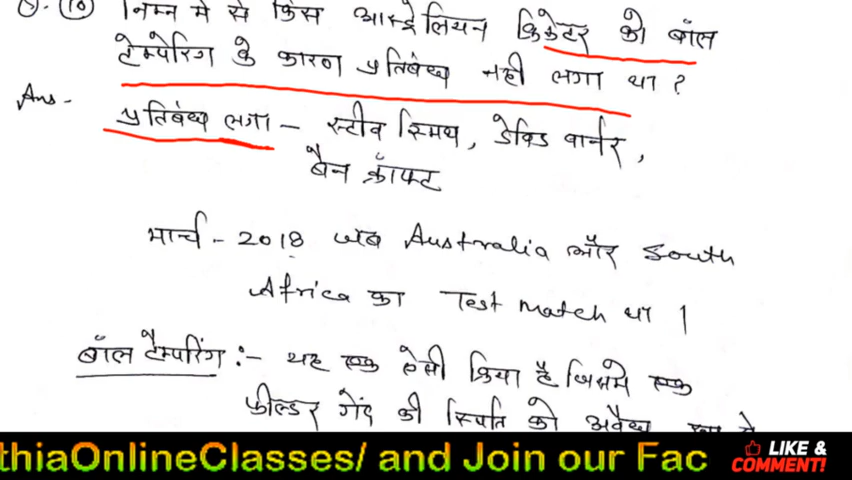 Q. 10 निम्न मे से किस आस्ट्रेलियन क्रिकेटर को बॉल
टेम्पेरिंग के कारण प्रतिबंध नही लगा था?
Ans - प्रतिबंध लगा - स्टीव स्मिथ, डेविड वार्नर,
बैन क्रॉफ्ट
मार्च - 2018 जब Australia और South
Africa का Test Match था ।
बॉल टैम्परिंग :- यह एक ऐसी क्रिया है जिसमे एक
फील्डर गेंद की स्थिति को अवैध
thiaOnlineClasses/ and Join our Fac
LIKE &
COMMENT!